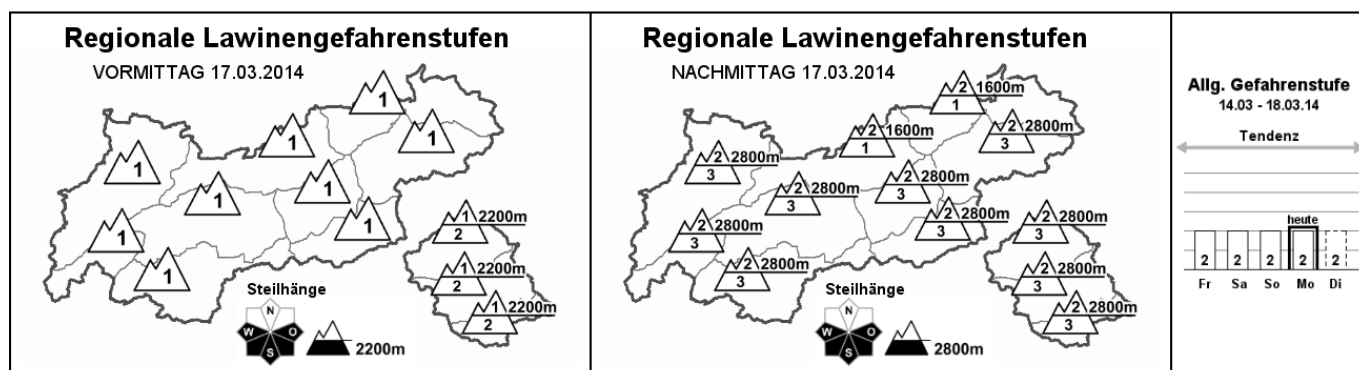 Regionale Lawinengefahrenstufen
VORMITTAG 17.03.2014
1
1
1
1
1
1
1
1
1
1 2200m
2
1 2200m
2
1 2200m
2
Steilhänge
N
W O
S
2200m
Regionale Lawinengefahrenstufen
NACHMITTAG 17.03.2014
2 1600m
1
2 2800m
3
2 1600m
1
2 2800m
3
2 2800m
3
2 2800m
3
2 2800m
3
2 2800m
3
2 2800m
3
2 2800m
3
2 2800m
3
2 2800m
3
Steilhänge
N
W O
S
2800m
Allg. Gefahrenstufe
14.03 - 18.03.14
Tendenz
heute
2 2 2 2 2
Fr Sa So Mo Di